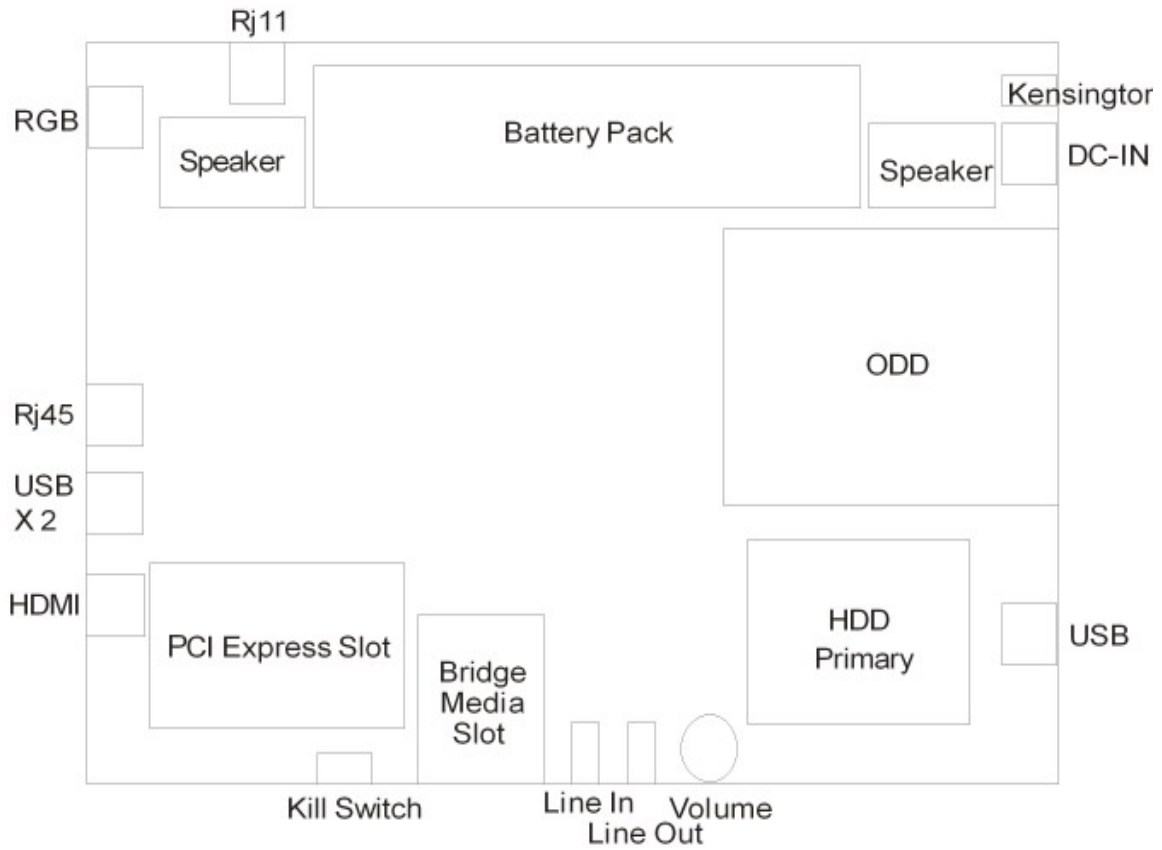 Rj11
RGB
Speaker
Battery Pack
Speaker
Kensington
DC-IN
ODD
Rj45
USB
X 2
HDMI
PCI Express Slot
Bridge
Media
Slot
HDD
Primary
USB
Kill Switch
Line In
Line Out
Volume